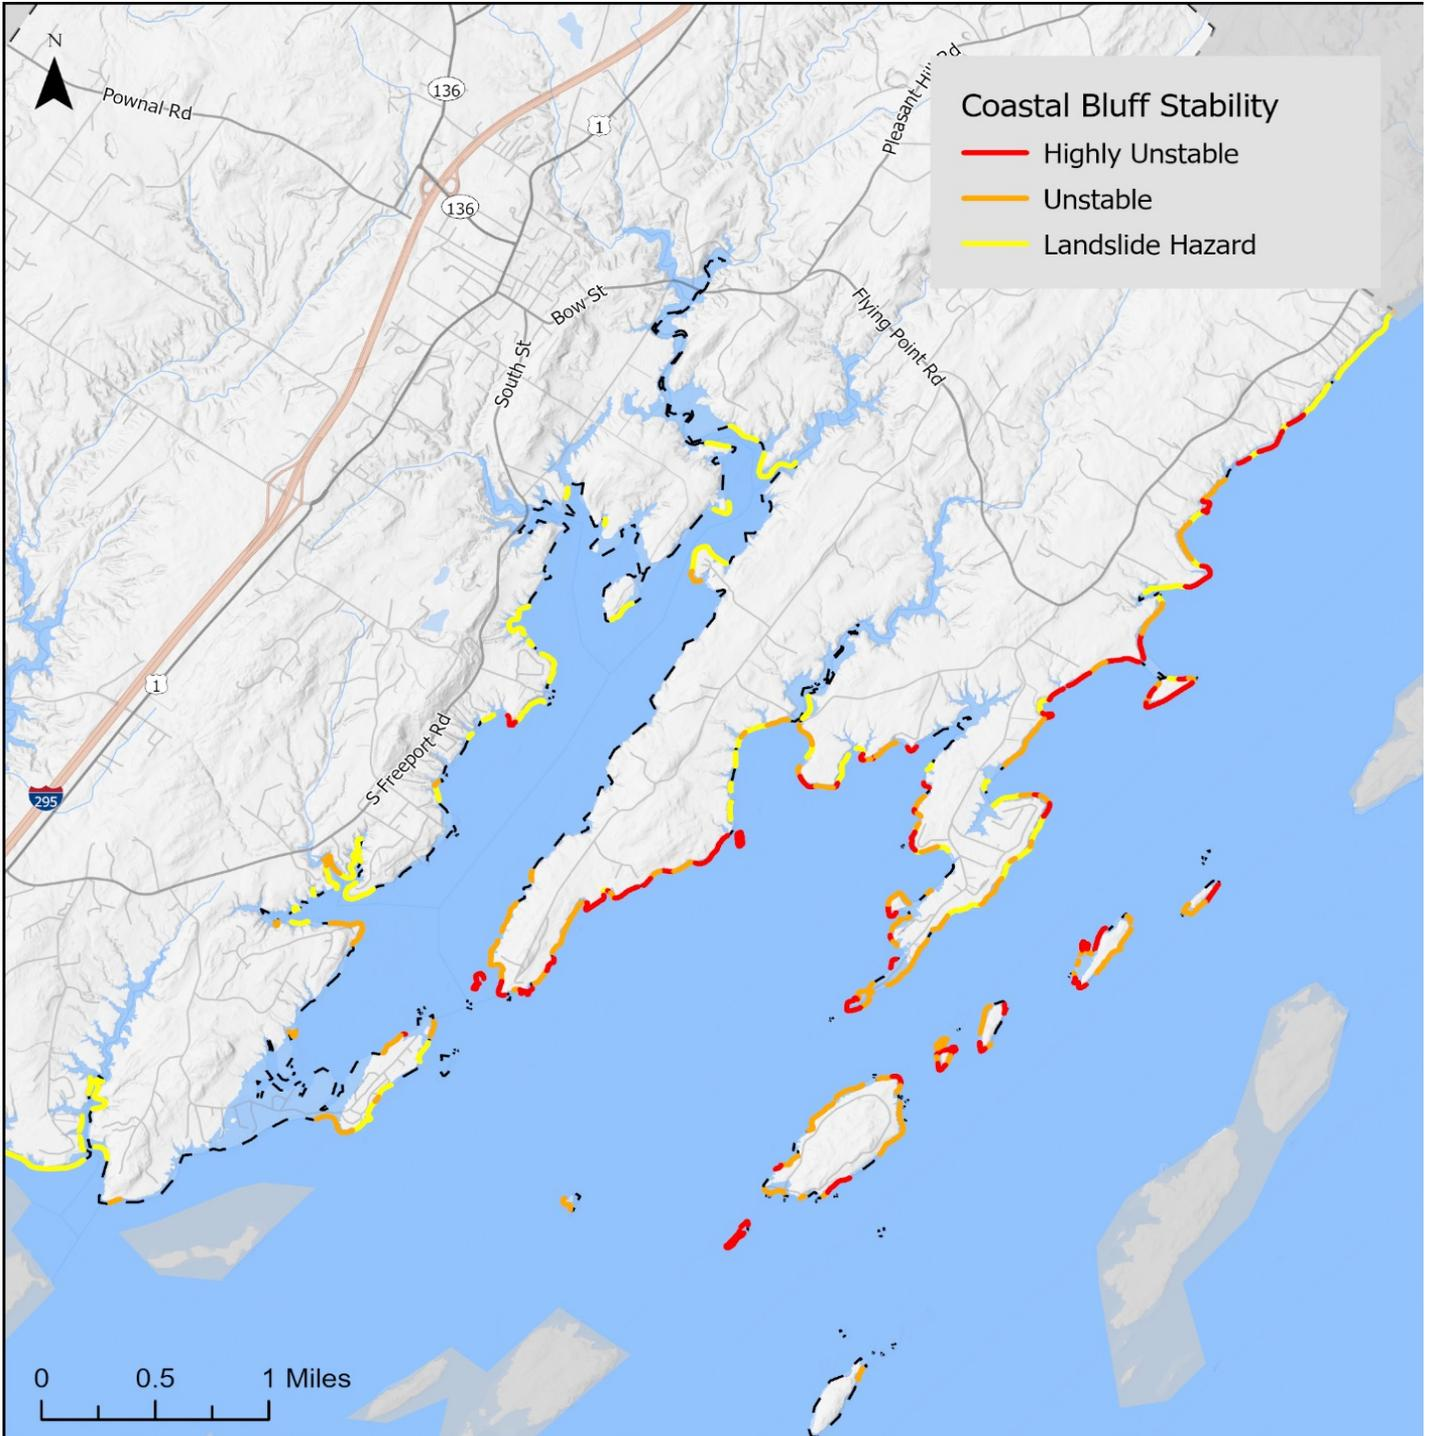 N
Pownal Rd
136
1
Pleasant Hill Rd
Coastal Bluff Stability
Highly Unstable
Unstable
Landslide Hazard
136
Bow St
Flying Point Rd
South St
1
S Freeport Rd
295
0 0.5 1 Miles